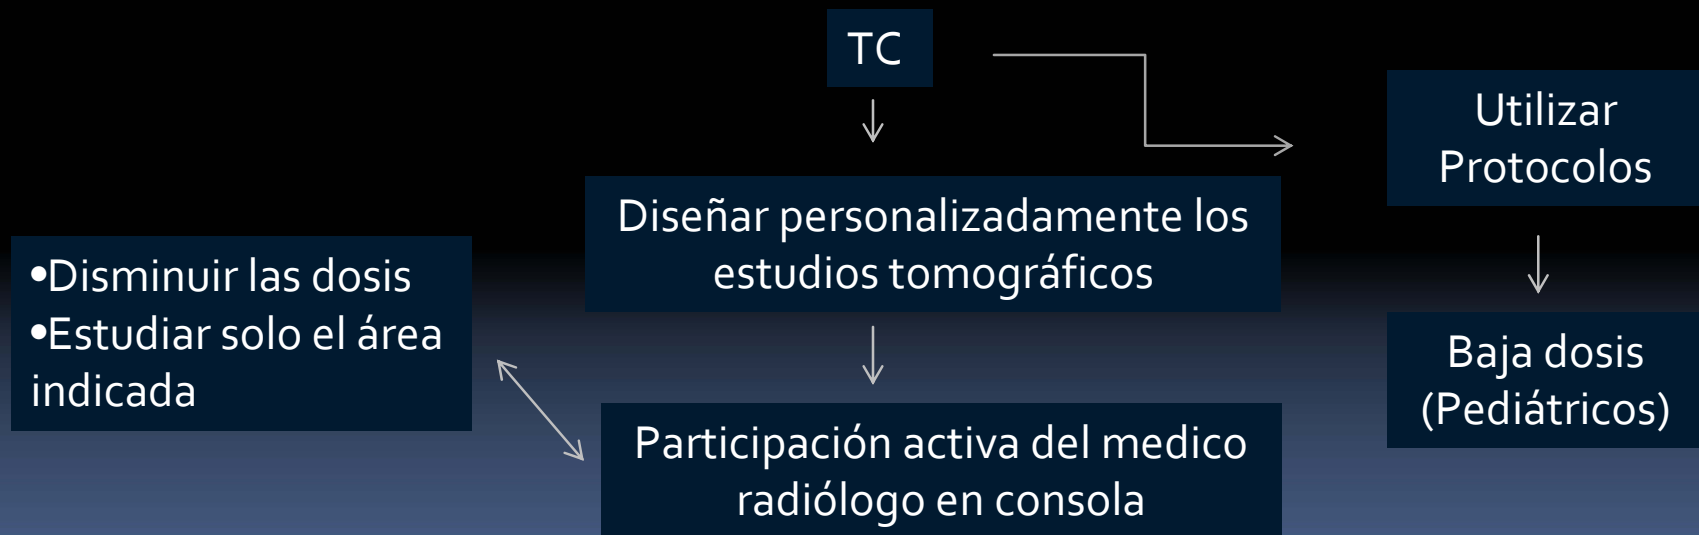 TC
Utilizar
Protocolos
Diseñar personalizadamente los
estudios tomográficos
•Disminuir las dosis
•Estudiar solo el área
indicada
Baja dosis
(Pediátricos)
Participación activa del medico
radiólogo en consola